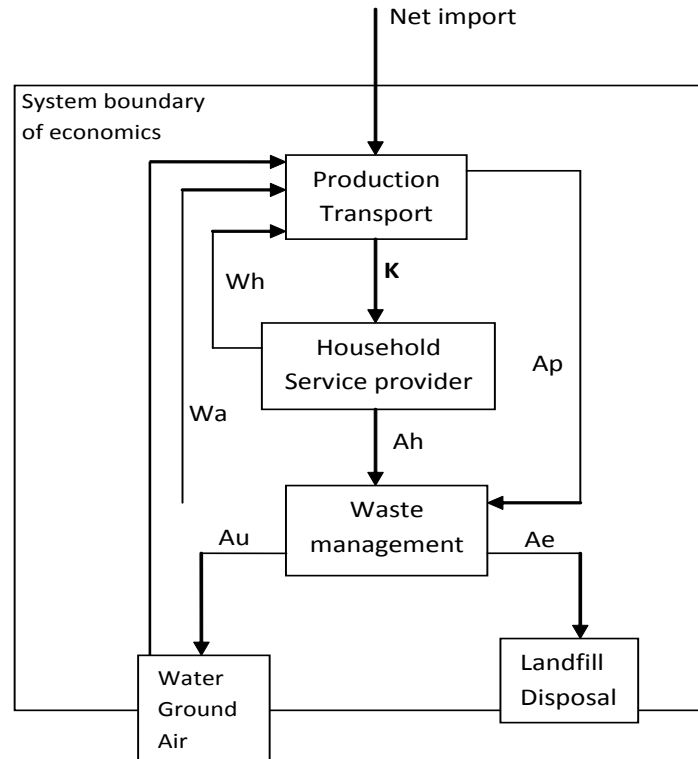 Net import
System boundary
of economics
Production
Transport
K
Wh
Household
Service provider
Ap
Wa
Ah
Waste
management
Au
Ae
Water
Ground
Air
Landfill
Disposal